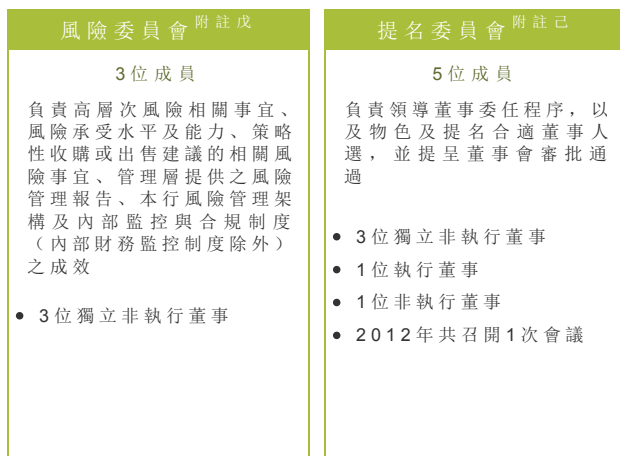 風險委員會附註戊
3位成員
負責高層次風險相關事宜、
風險承受水平及能力、策略
性收購或出售建議的相關風
險事宜、管理層提供之風險
管理報告、本行風險管理架
構及內部監控與合規制度
（內部財務監控制度除外）
之成效
• 3位獨立非執行董事
提名委員會附註己
5位成員
負責領導董事委任程序，以
及物色及提名合適董事人
選，並提呈董事會審批通
過
• 3位獨立非執行董事
• 1位執行董事
• 1位非執行董事
• 2012年共召開1次會議